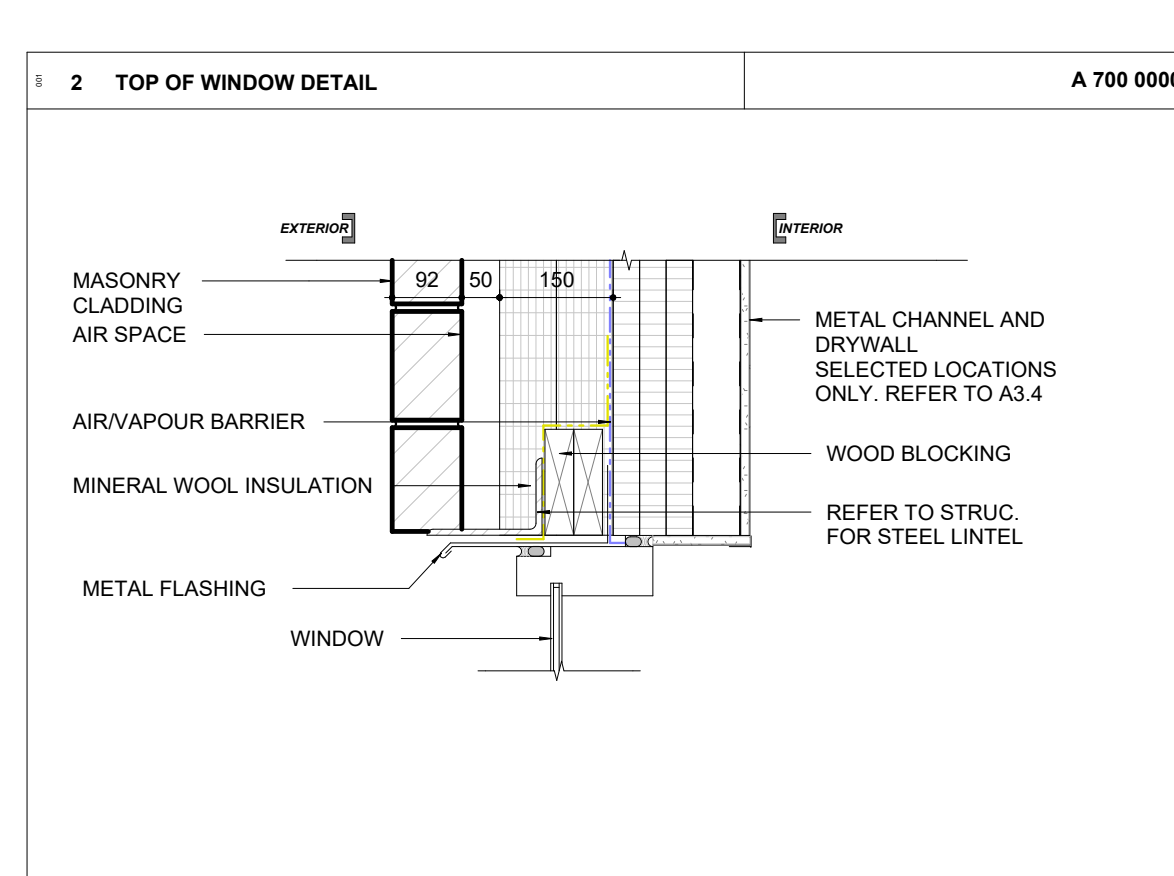 001
2 TOP OF WINDOW DETAIL
A 700 0000
EXTERIOR
INTERIOR
92
50
150
MASONRY
CLADDING
AIR SPACE
AIR/VAPOUR BARRIER
MINERAL WOOL INSULATION
METAL FLASHING
WINDOW
METAL CHANNEL AND
DRYWALL
SELECTED LOCATIONS
ONLY. REFER TO A3.4
WOOD BLOCKING
REFER TO STRUC.
FOR STEEL LINTEL